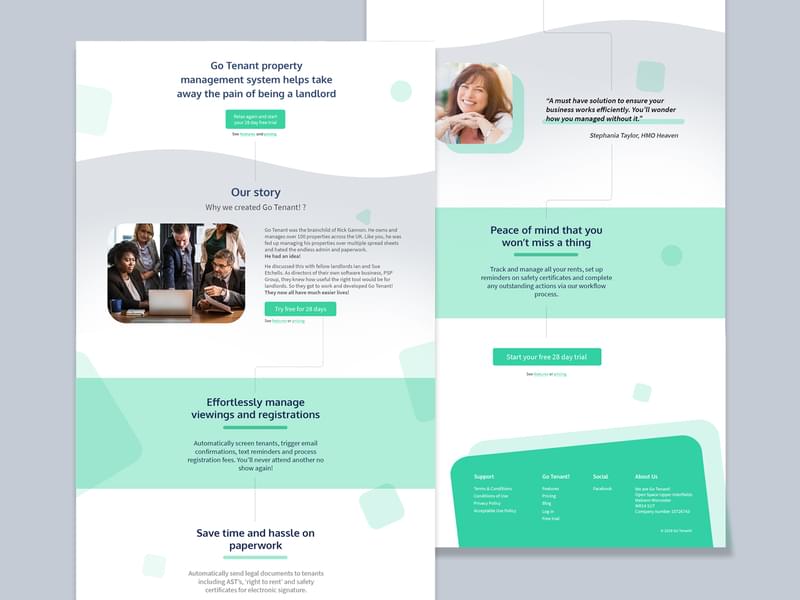 Go Tenant property
management system helps take
away the pain of being a landlord
Relax again and start
your 28 day free trial
See features and pricing
Our story
Why we created Go Tenant! ?
Go Tenant was the brainchild of Rick Gannon. He owns and
manages over 100 properties across the UK. Like you, he was
fed up managing his properties over multiple spread sheets
and hated the endless admin and paperwork.
He had an idea!
He discussed this with fellow landlords Ian and Sue
Etchells. As directors of their own software business, PSP
Group, they knew how useful the right tool would be for
landlords. So they got to work and developed Go Tenant!
They now all have much easier lives!
Try free for 28 days
See features or pricing
Effortlessly manage
viewings and registrations
Automatically screen tenants, trigger email
confirmations, text reminders and process
registration fees. You'll never attend another no
show again!
Save time and hassle on
paperwork
Automatically send legal documents to tenants
including AST's, 'right to rent' and safety
certificates for electronic signature.
“A must have solution to ensure your
business works efficiently. You'll wonder
how you managed without it.”
Stephania Taylor, HMO Heaven
Peace of mind that you
won't miss a thing
Track and manage all your rents, set up
reminders on safety certificates and complete
any outstanding actions via our workflow
process.
Start your free 28 day trial
See features or pricing
Support
Terms & Conditions
Conditions of Use
Privacy Policy
Acceptable Use Policy
Go Tenant!
Features
Pricing
Blog
Log in
Free trial
Social
Facebook
About Us
We are Go Tenant!
Open Space Upper Interfields
Malvern Worcester
WR14 1UT
Company number 10726743
© 2018 Go Tenant!